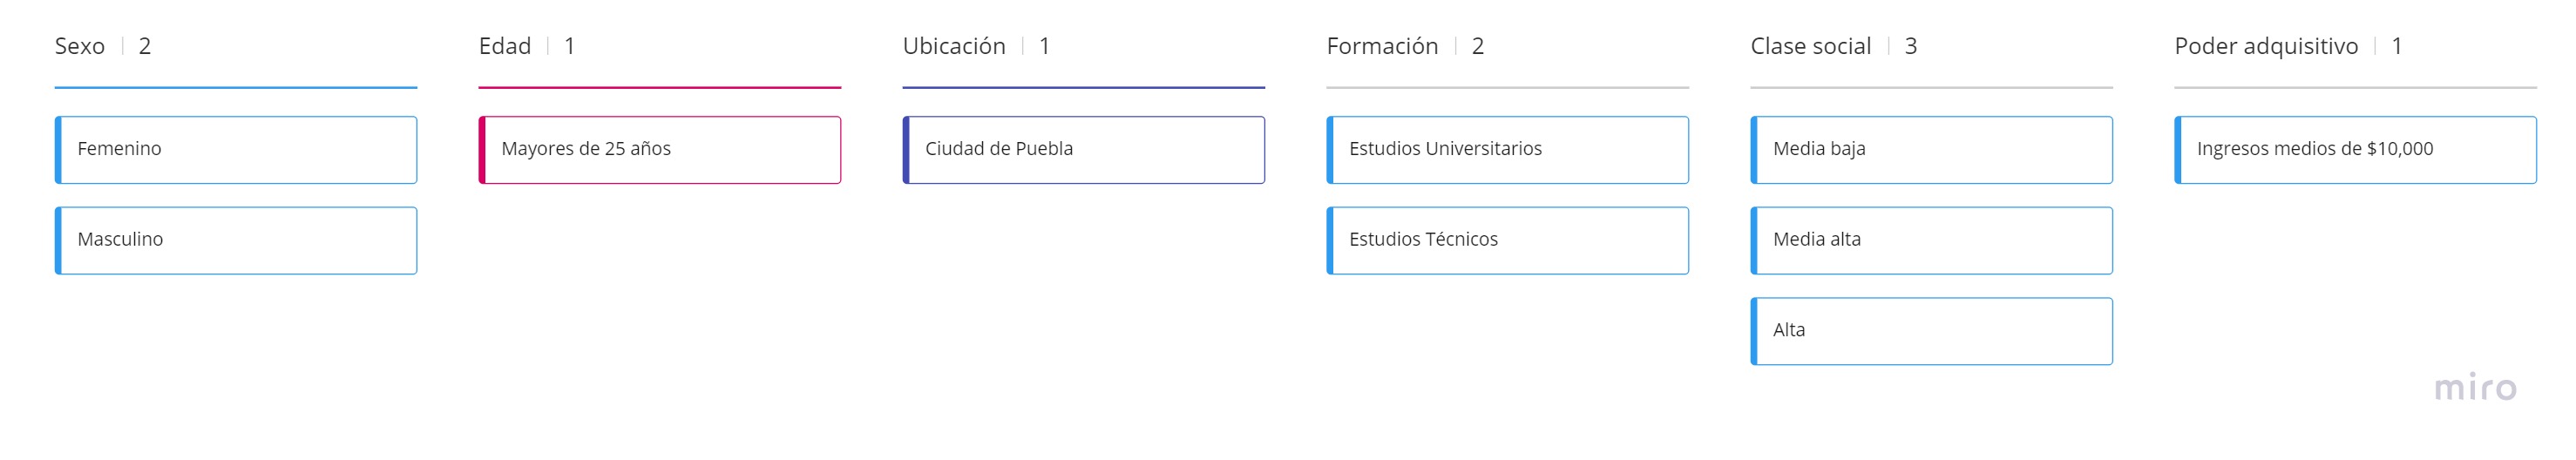 Sexo | 2
Femenino
Masculino
Edad | 1
Mayores de 25 años
Ubicación | 1
Ciudad de Puebla
Formación | 2
Estudios Universitarios
Estudios Técnicos
Clase social | 3
Media baja
Media alta
Alta
Poder adquisitivo | 1
Ingresos medios de $10,000
miro